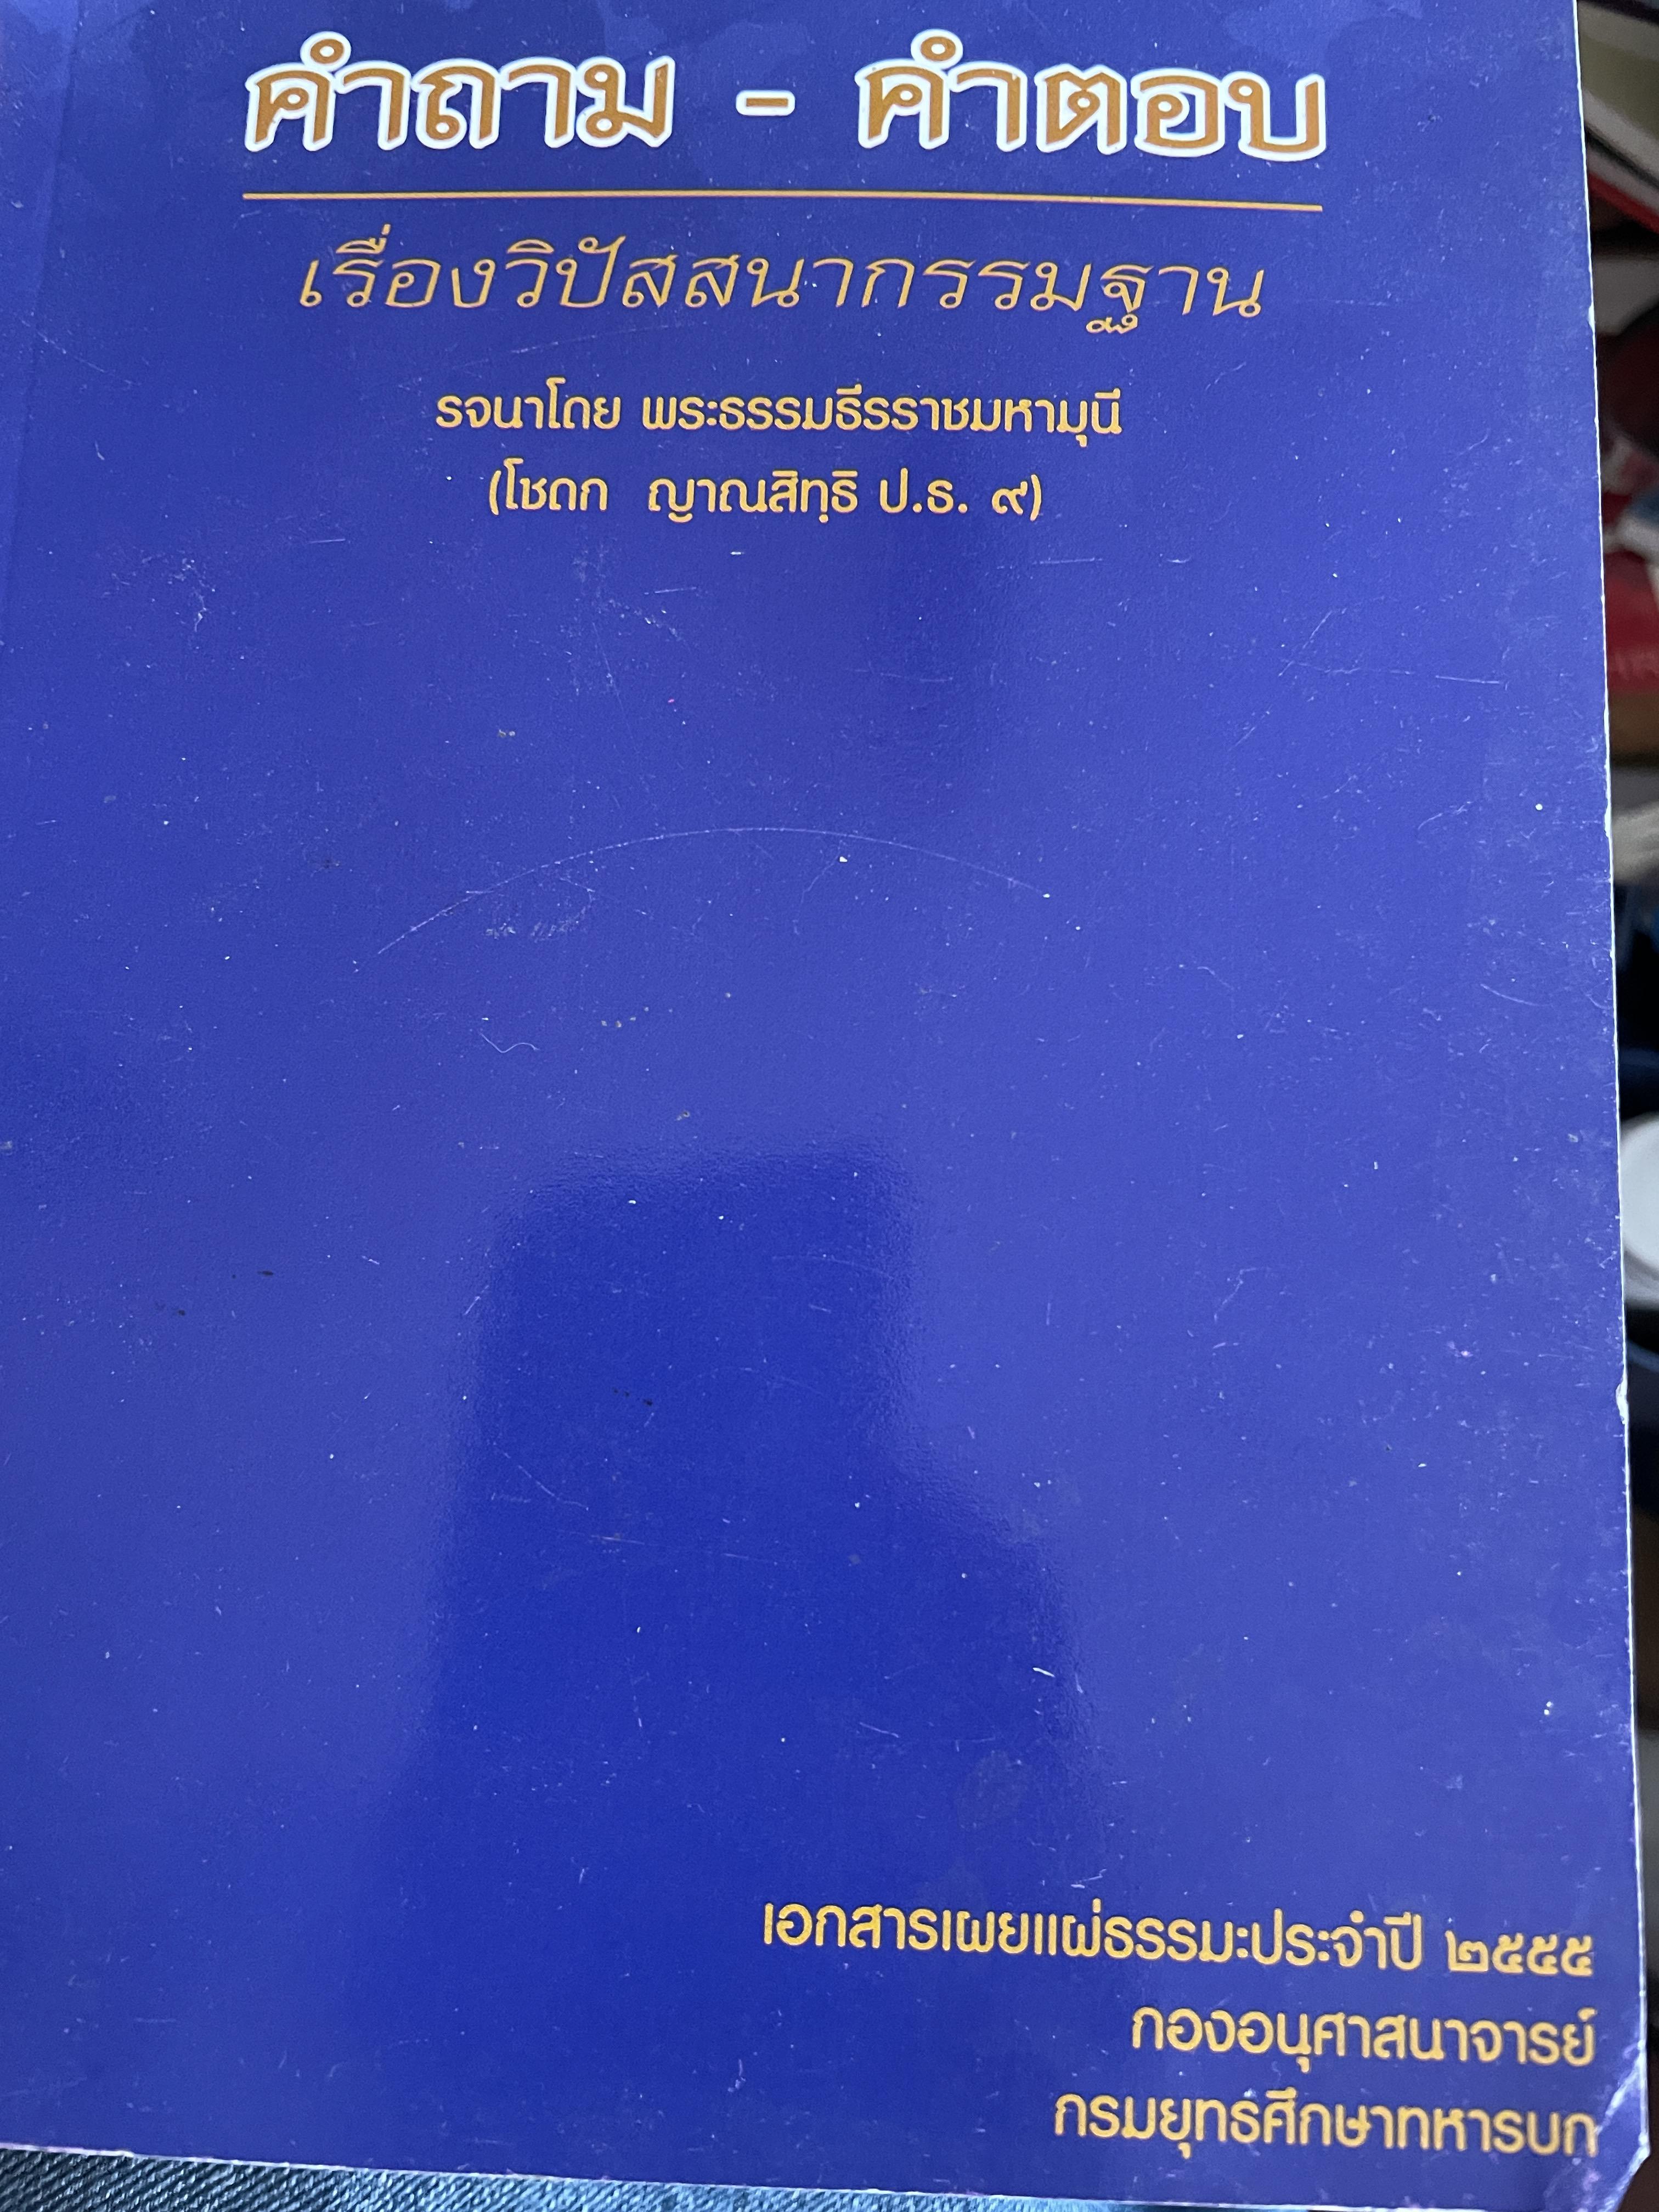 คำถาม - คำตอบ
เรื่องวิปัสสนากรรมฐาน
รจนาโดย พระธรรมธีรราชมหามุนี
(โชดก ญาณสิทฺธิ ป.ธ. ๙)
เอกสารเผยแผ่ธรรมะประจำปี ๒๕๕๕
กองอนุศาสนาจารย์
กรมยุทธศึกษาทหารบก